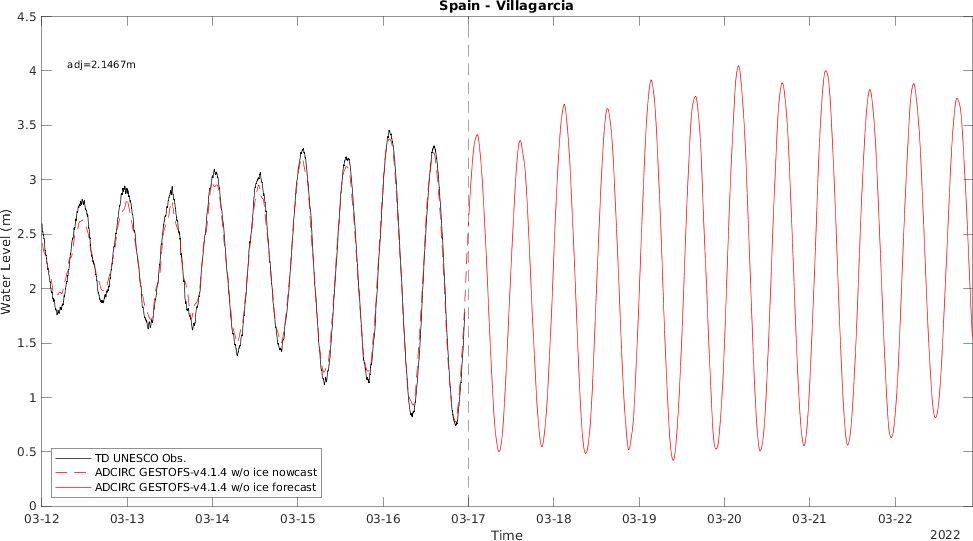 Spain - Villagarcia
4.5
4
3.5
3
2.5
2
1.5
1
0.5
0
Water Level (m)
adj=2.1467m
TD UNESCO Obs.
ADCIRC GESTOFS-v4.1.4 w/o ice nowcast
ADCIRC GESTOFS-v4.1.4 w/o ice forecast
03-12 03-13 03-14 03-15 03-16 03-17 03-18 03-19 03-20 03-21 03-22
Time
2022